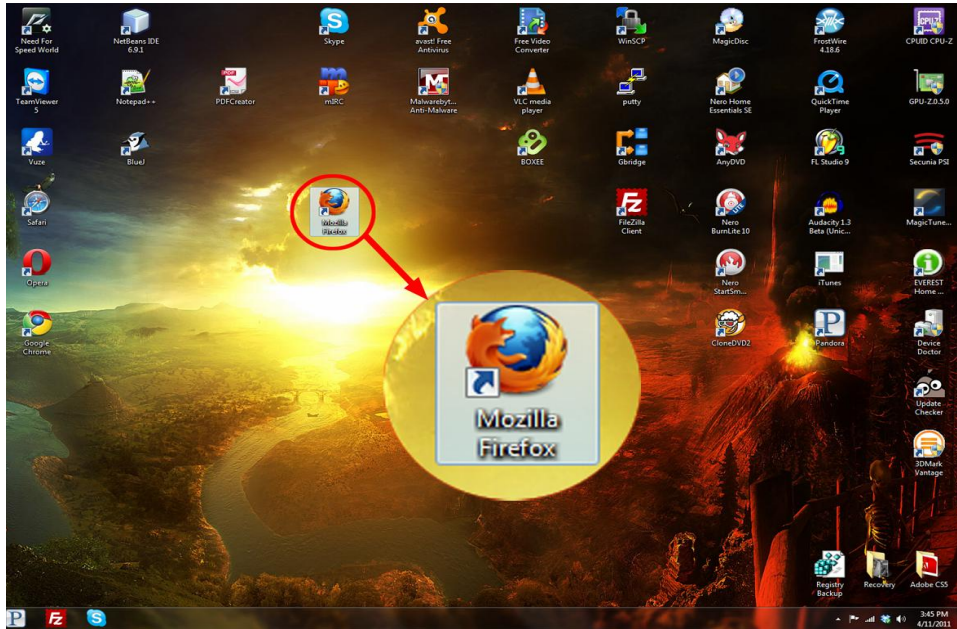 Need For
Speed World
NetBeans IDE
6.9.1
Skype
avast! Free
Antivirus
Free Video
Converter
WinSCP
MagicDisc
FrostWire
4.18.6
CPUID CPU-Z
TeamViewer
5
Notepad++
PDFCreator
mIRC
Malwarebyt...
Anti-Malware
VLC media
player
putty
Nero Home
Essentials SE
QuickTime
Player
GPU-Z.0.5.0
Vuze
BlueJ
BOXEE
Gbridge
AnyDVD
FL Studio 9
Secunia PSI
Safari
Mozilla
Firefox
FileZilla
Client
Nero
BurnLite 10
Audacity 1.3
Beta (Unic...
MagicTune...
Opera
Nero
StartSm...
iTunes
EVEREST
Home ...
Google
Chrome
CloneDVD2
Pandora
Device
Doctor
Mozilla
Firefox
Update
Checker
3DMark
Vantage
Registry
Backup
Recovery
Adobe CS5
3:45 PM
4/11/2011